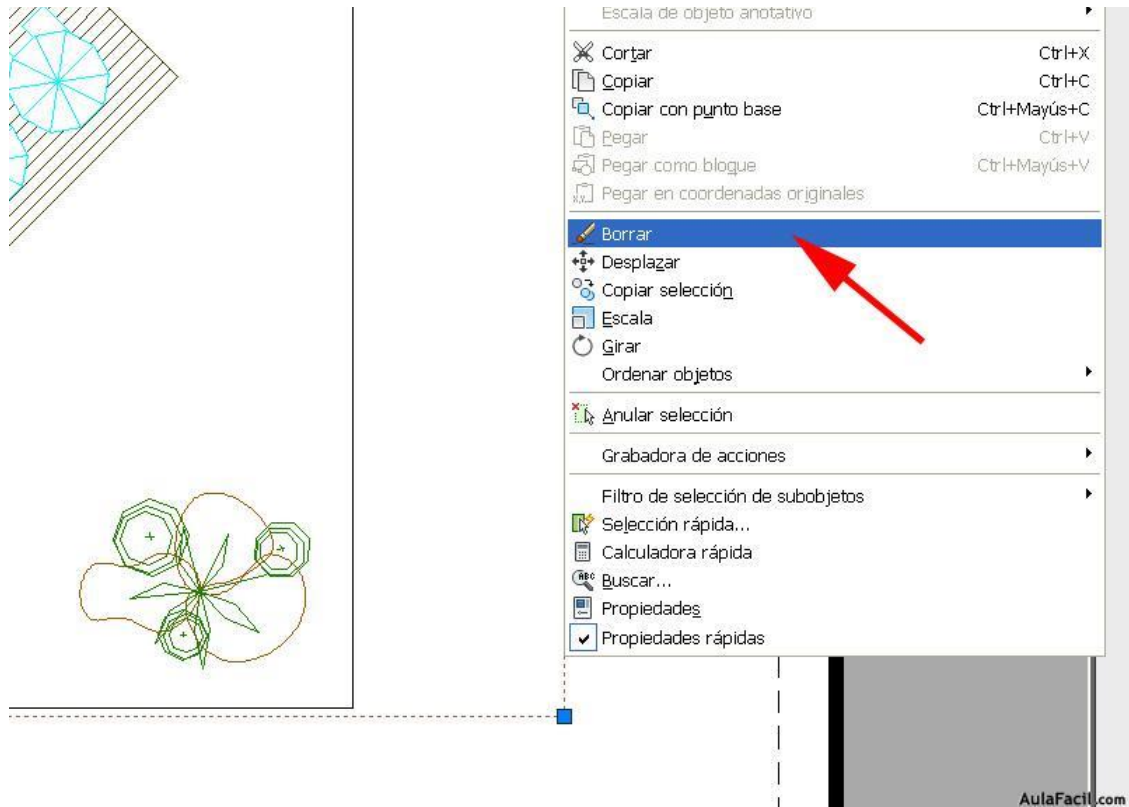 Escala de objeto anotativo
Cortar Ctrl+X
Copiar Ctrl+C
Copiar con punto base Ctrl+Mayús+C
Pegar Ctrl+V
Pegar como bloque Ctrl+Mayús+V
Pegar en coordenadas originales
Borrar
Desplazar
Copiar selección
Escala
Girar
Ordenar objetos
Anular selección
Grabadora de acciones
Filtro de selección de subobjetos
Selección rápida...
Calculadora rápida
Buscar...
Propiedades
Propiedades rápidas
AulaFacil.com